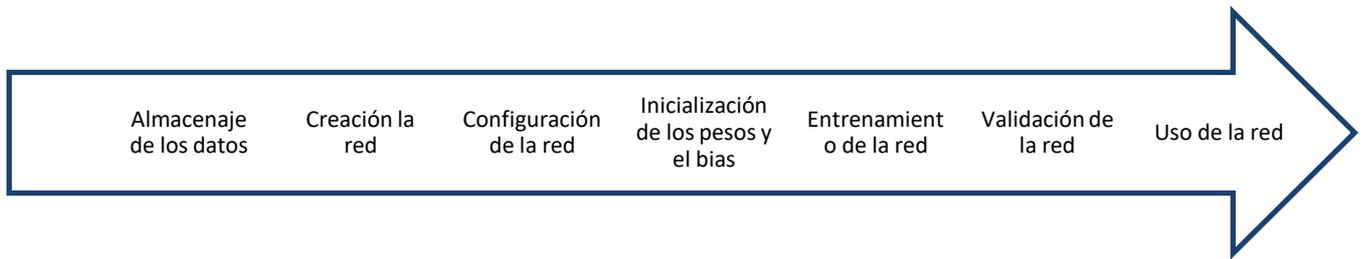 Almacenaje
de los datos
Creación la
red
Configuración
de la red
Inicialización
de los pesos y
el bias
Entrenamient
o de la red
Validación de
la red
Uso de la red